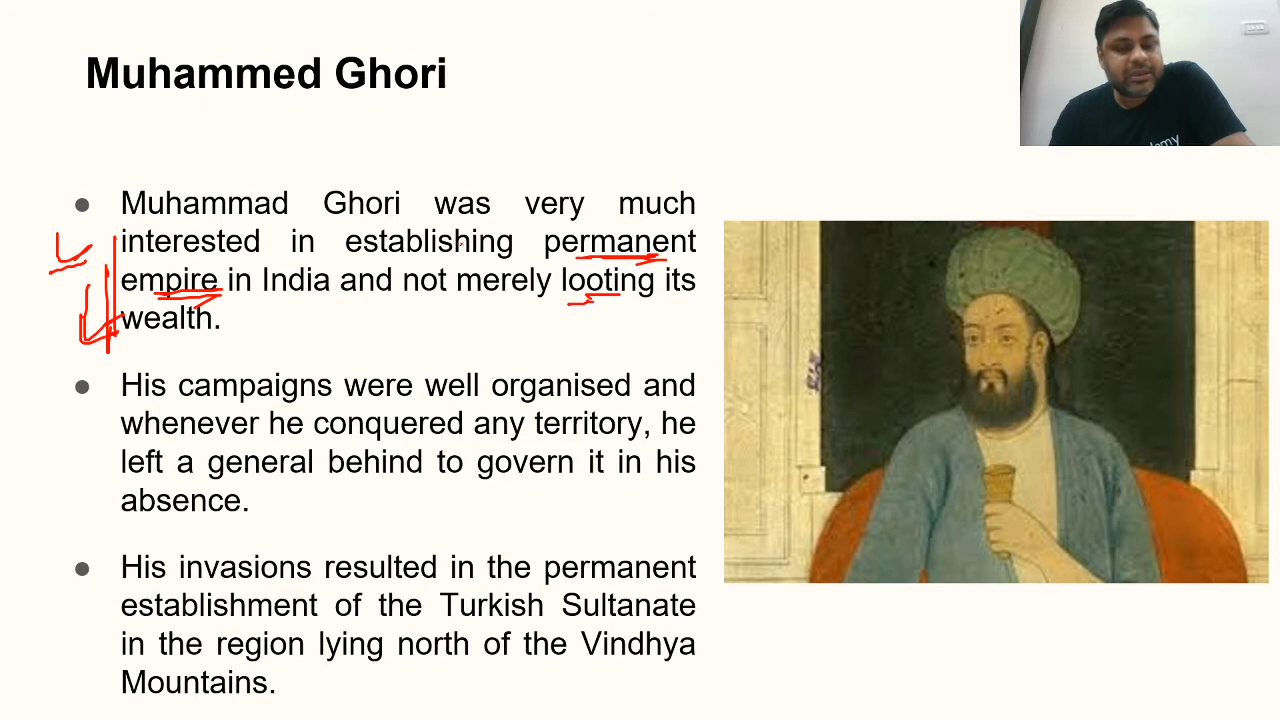 Muhammed Ghori
● Muhammad Ghori was very much
interested in establishing permanent
empire in India and not merely looting its
wealth.
● His campaigns were well organised and
whenever he conquered any territory, he
left a general behind to govern it in his
absence.
● His invasions resulted in the permanent
establishment of the Turkish Sultanate
in the region lying north of the Vindhya
Mountains.